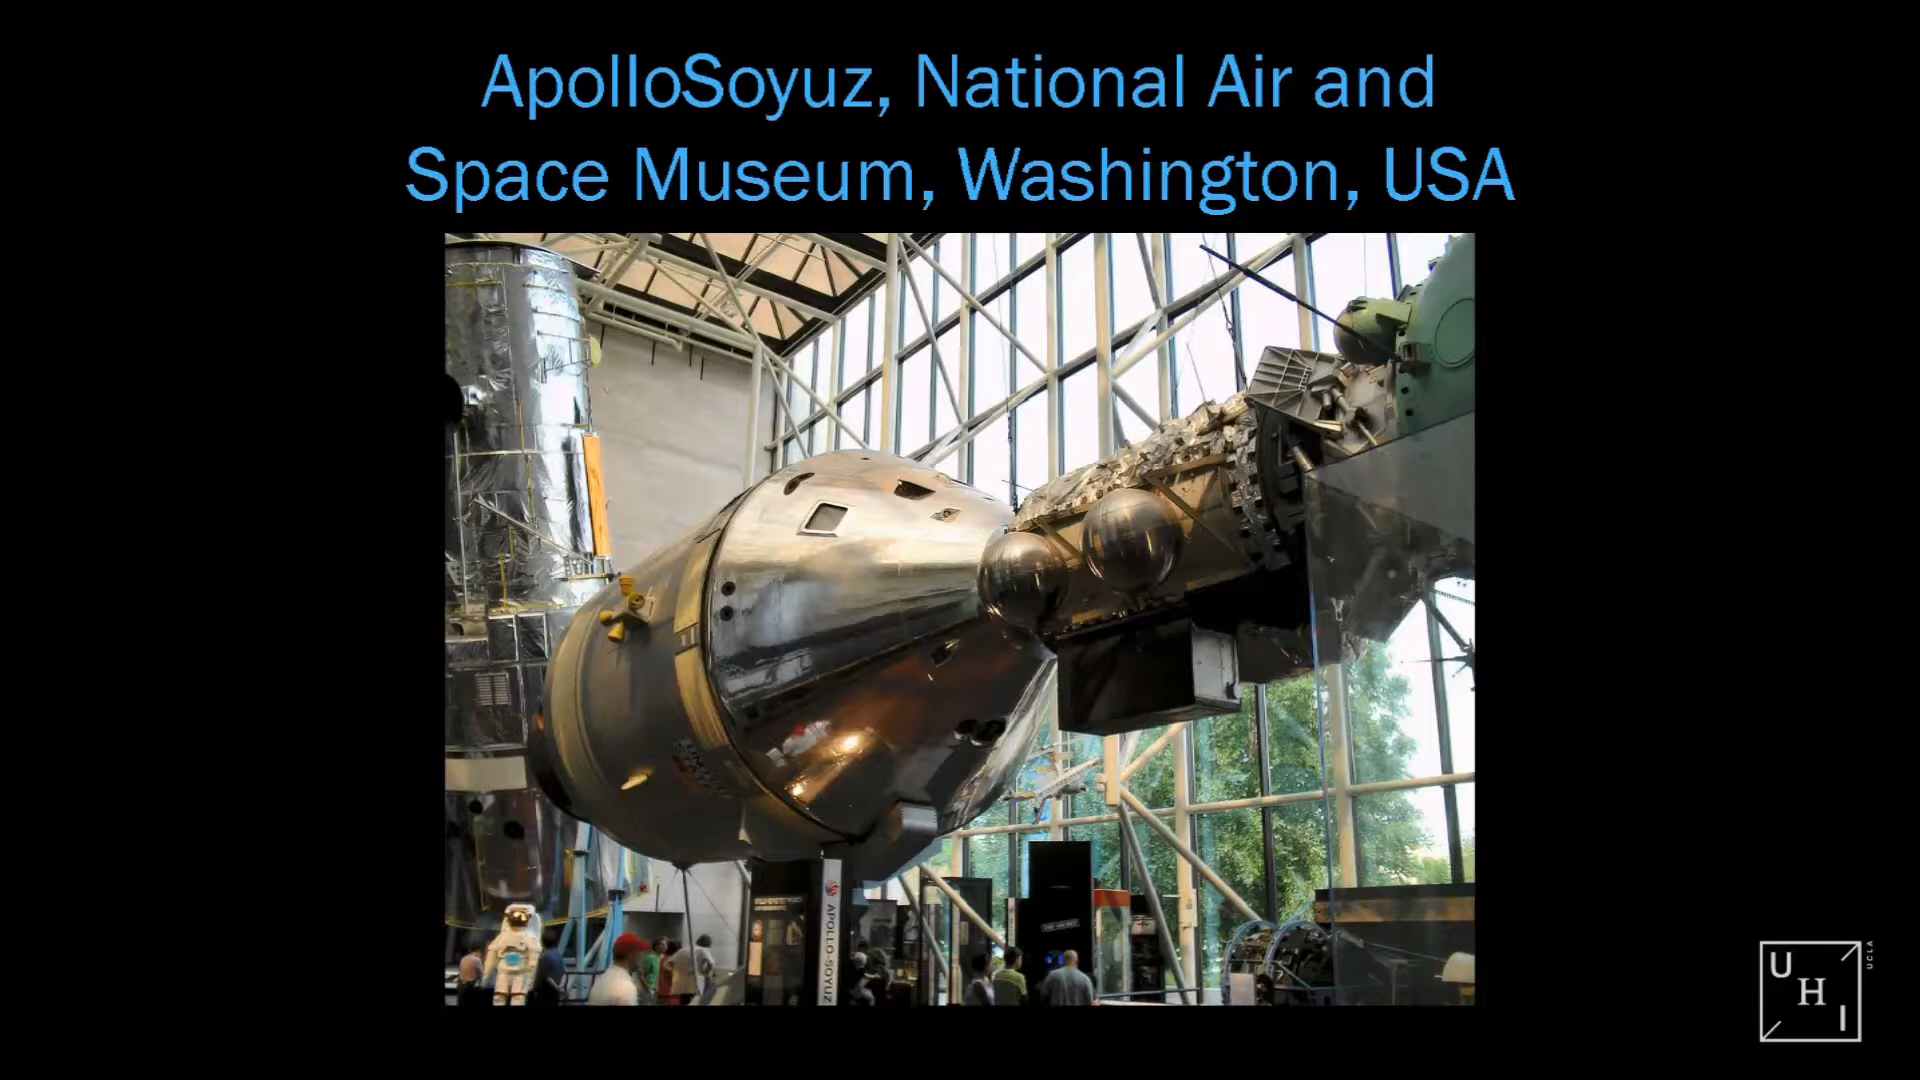 ApolloSoyuz, National Air and
Space Museum, Washington, USA
APOLLO-SOYUZ
UCLA
U
H
I